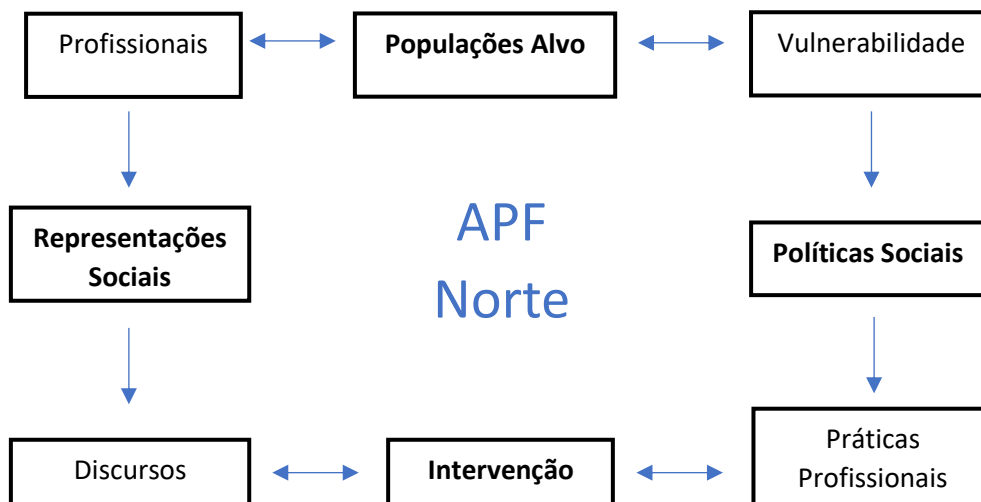 Profissionais
Populações Alvo
Vulnerabilidade
Representações
Sociais
APF
Norte
Políticas Sociais
Discursos
Intervenção
Práticas
Profissionais